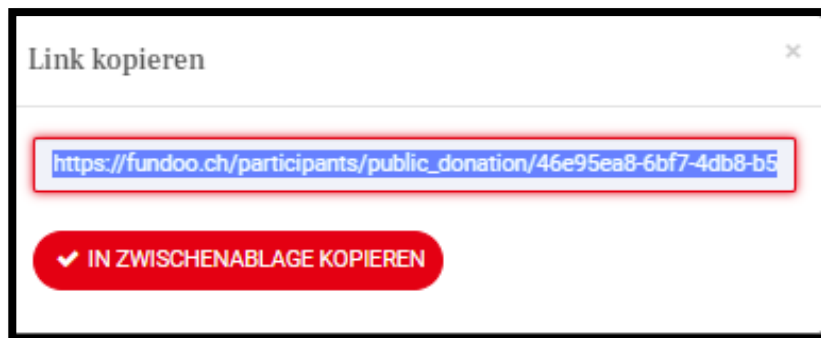 Link kopieren
https://fundoo.ch/participants/public_donation/46e95ea8-6bf7-4db8-b5
IN ZWISCHENABLAGE KOPIEREN